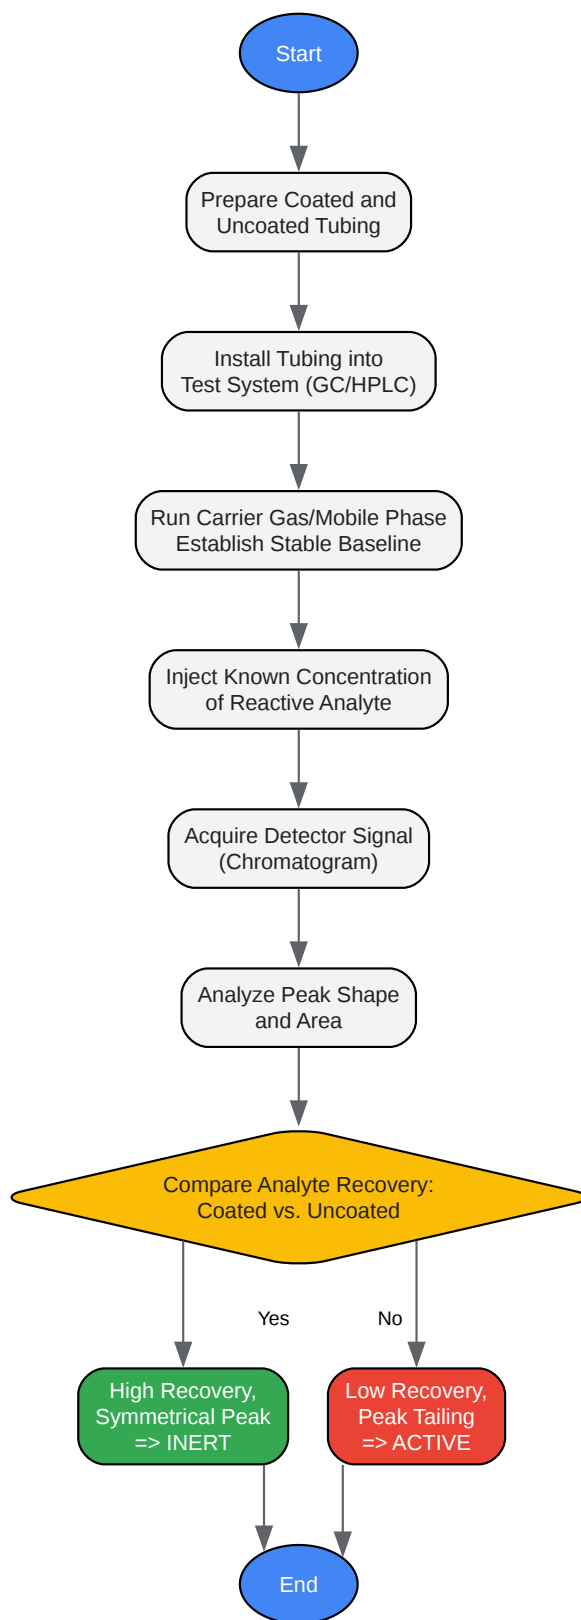 Start
Prepare Coated and
Uncoated Tubing
Install Tubing into
Test System (GC/HPLC)
Run Carrier Gas/Mobile Phase
Establish Stable Baseline
Inject Known Concentration
of Reactive Analyte
Acquire Detector Signal
(Chromatogram)
Analyze Peak Shape
and Area
Compare Analyte Recovery:
Coated vs. Uncoated
Yes
No
High Recovery,
Symmetrical Peak
=> INERT
Low Recovery,
Peak Tailing
=> ACTIVE
End